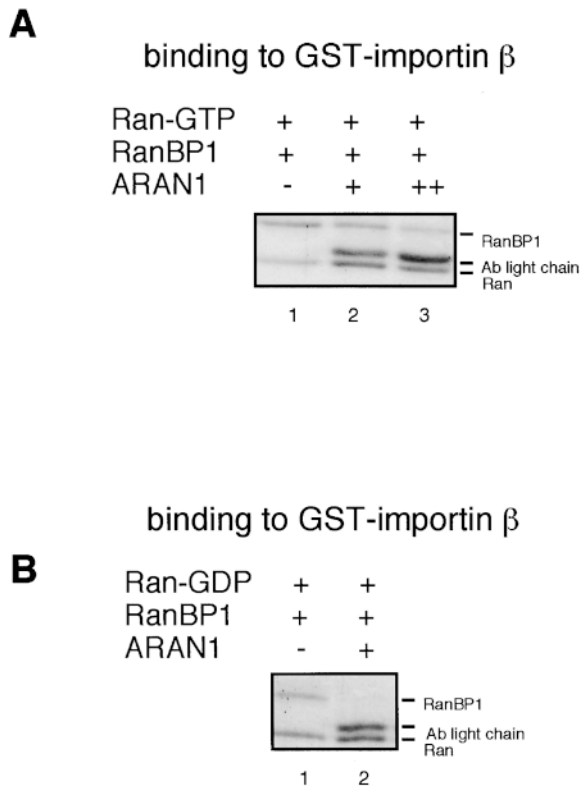 A
binding to GST-importin β
Ran-GTP + + +
RanBP1 + + +
ARAN1 - + ++
RanBP1
Ab light chain
Ran
1 2 3
binding to GST-importin β
B
Ran-GDP + +
RanBP1 + +
ARAN1 - +
RanBP1
Ab light chain
Ran
1 2